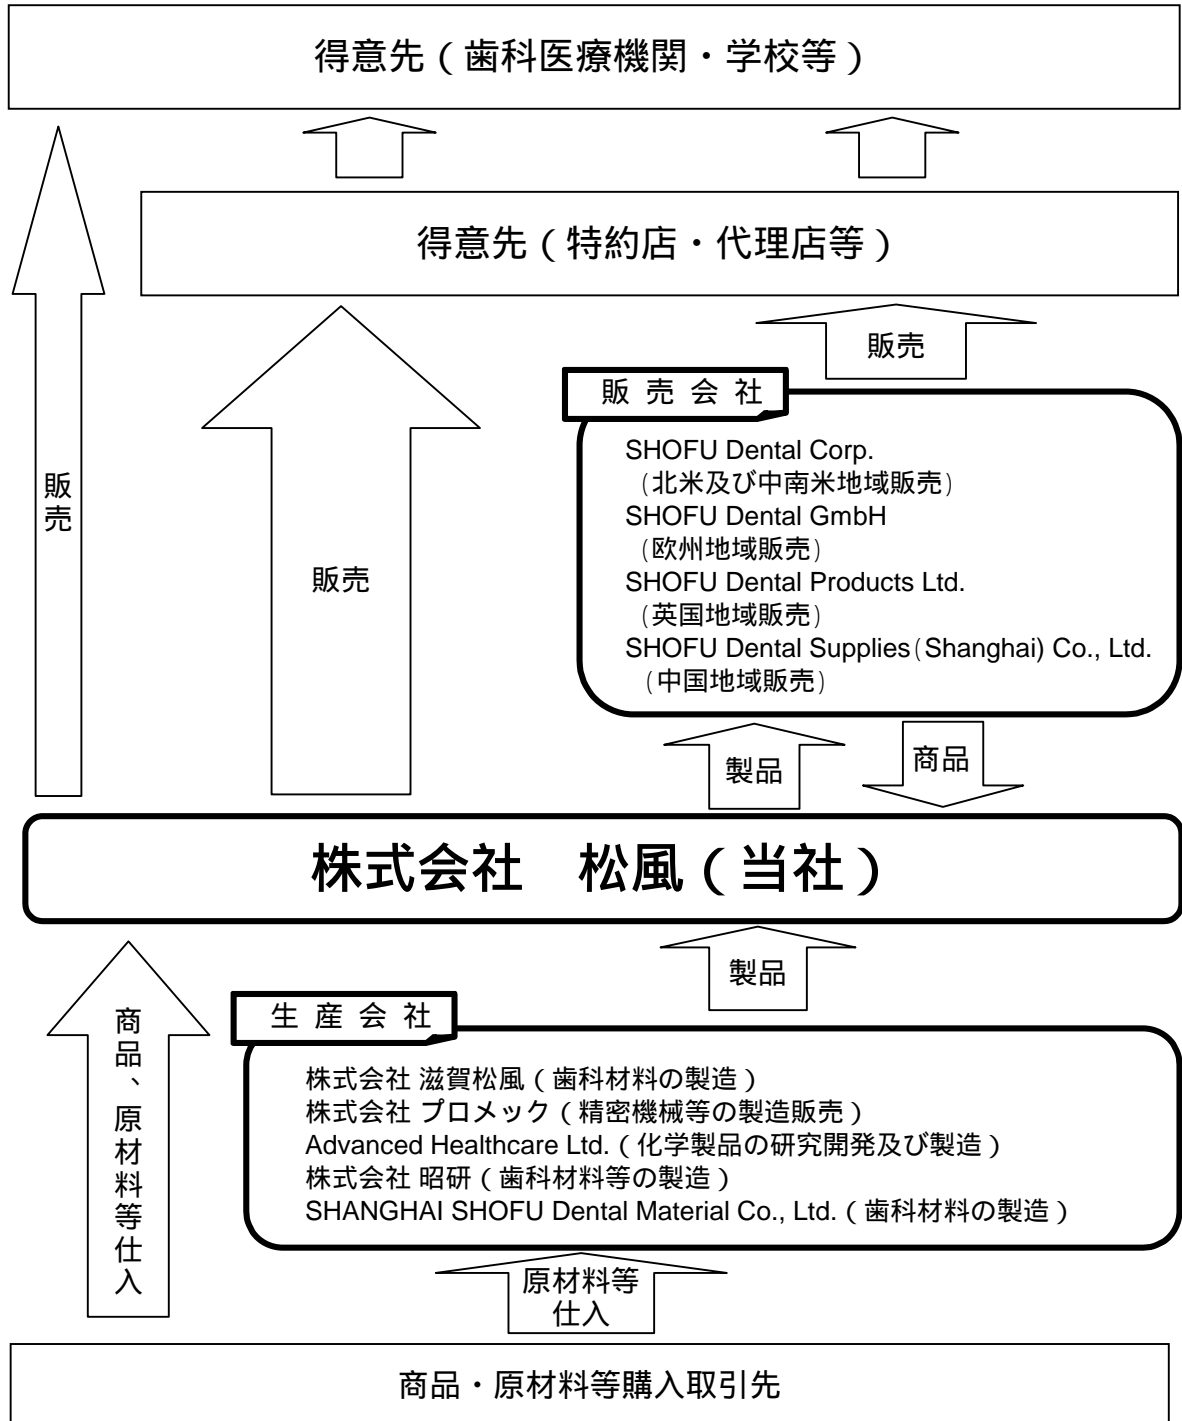 得意先（歯科医療機関・学校等）
得意先（特約店・代理店等）
販売
販売会社
SHOFU Dental Corp.
（北米及び中南米地域販売）
SHOFU Dental GmbH
（欧州地域販売）
SHOFU Dental Products Ltd.
（英国地域販売）
SHOFU Dental Supplies（Shanghai) Co., Ltd.
（中国地域販売）
販売
販売
製品
商品
株式会社　松風（当社）
製品
商品、原材料等仕入
生産会社
株式会社 滋賀松風（歯科材料の製造）
株式会社 プロメック（精密機械等の製造販売）
Advanced Healthcare Ltd.（化学製品の研究開発及び製造）
株式会社 昭研（歯科材料等の製造）
SHANGHAI SHOFU Dental Material Co., Ltd.（歯科材料の製造）
原材料等
仕入
商品・原材料等購入取引先